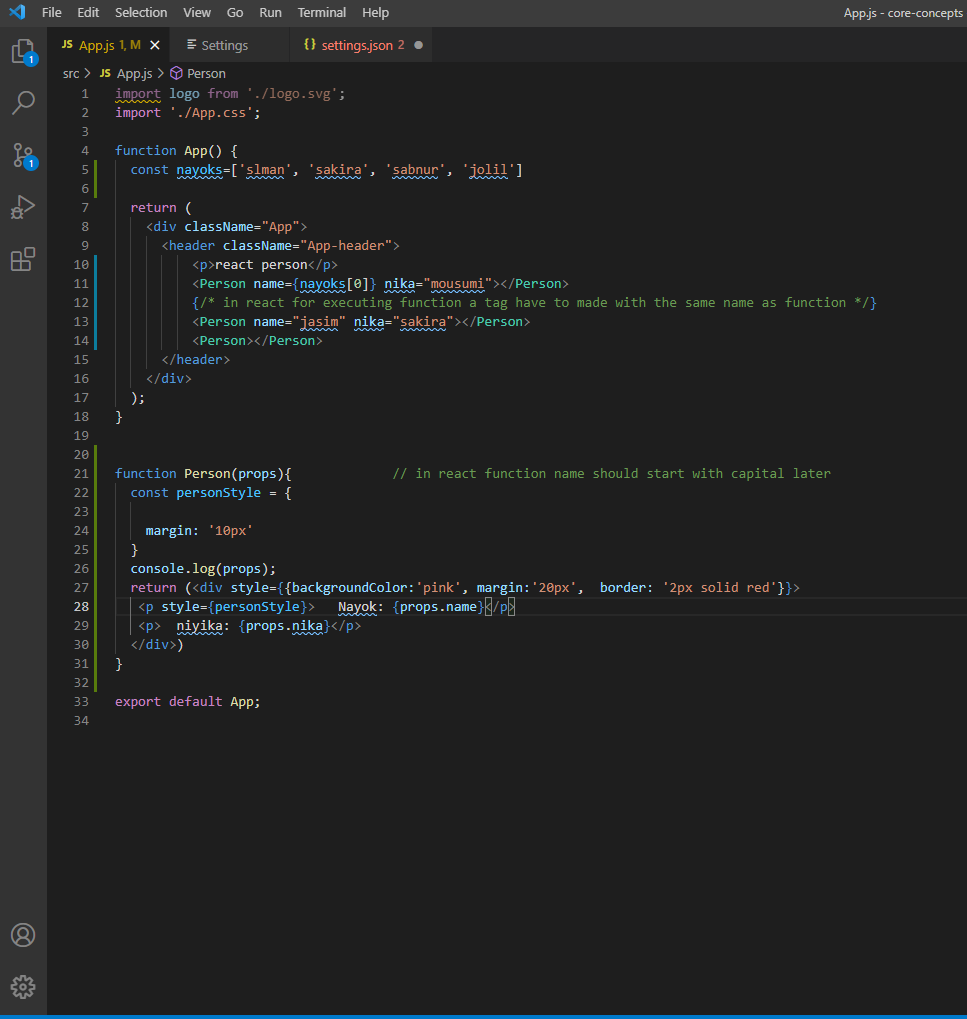 File Edit Selection View Go Run Terminal Help App.js - core-concepts
JS App.js 1, M Settings {} settings.json 2
1
src > JS App.js > Person
1 import logo from './logo.svg';
2 import './App.css';
3
4 function App() {
5 const nayoks=['slman', 'sakira', 'sabnur', 'jolil']
6
7 return (
8 <div className="App">
9 <header className="App-header">
10 <p>react person</p>
11 <Person name={nayoks[0]} nika="mousumi"></Person>
12 {/* in react for executing function a tag have to made with the same name as function */}
13 <Person name="jasim" nika="sakira"></Person>
14 <Person></Person>
15 </header>
16 </div>
17 );
18 }
19
20
21 function Person(props){ // in react function name should start with capital later
22 const personStyle = {
23
24 margin: '10px'
25 }
26 console.log(props);
27 return (<div style={{backgroundColor:'pink', margin:'20px', border: '2px solid red'}}>
28 <p style={personStyle}> Nayok: {props.name}</p>
29 <p> niyika: {props.nika}</p>
30 </div>)
31 }
32
33 export default App;
34
1